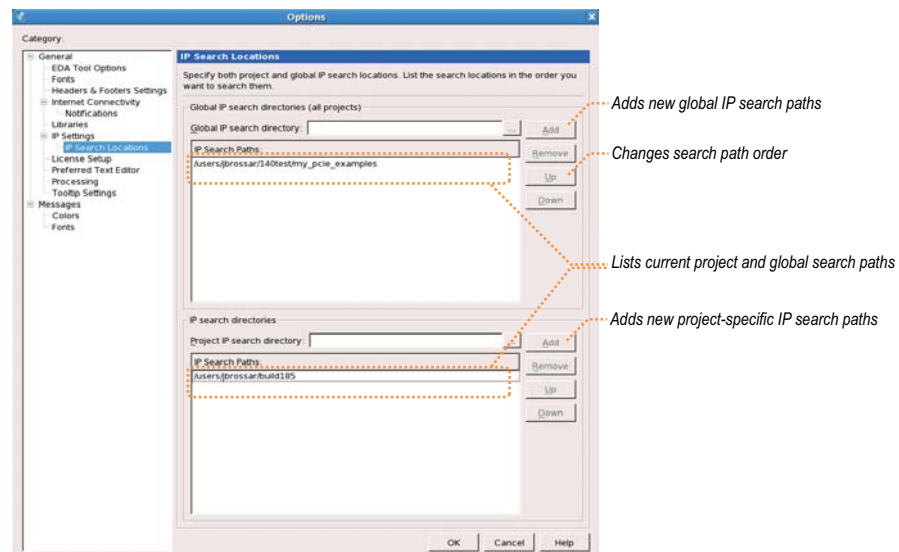 Options
Category:
General
EDA Tool Options
Fonts
Headers & Footers Settings
Internet Connectivity
Notifications
Libraries
IP Settings
IP Search Locations
License Setup
Preferred Text Editor
Processing
Tooltip Settings
Messages
Colors
Fonts
IP Search Locations
Specify both project and global IP search locations. List the search locations in the order you
want to search them.
Global IP search directories (all projects)
Global IP search directory:
...
Add
IP Search Paths:
/users/jbrossar/140test/my_pcie_examples
Remove
Up
Down
IP search directories
Project IP search directory:
...
Add
IP Search Paths:
/users/jbrossar/build185
Remove
Up
Down
OK
Cancel
Help
Adds new global IP search paths
Changes search path order
Lists current project and global search paths
Adds new project-specific IP search paths